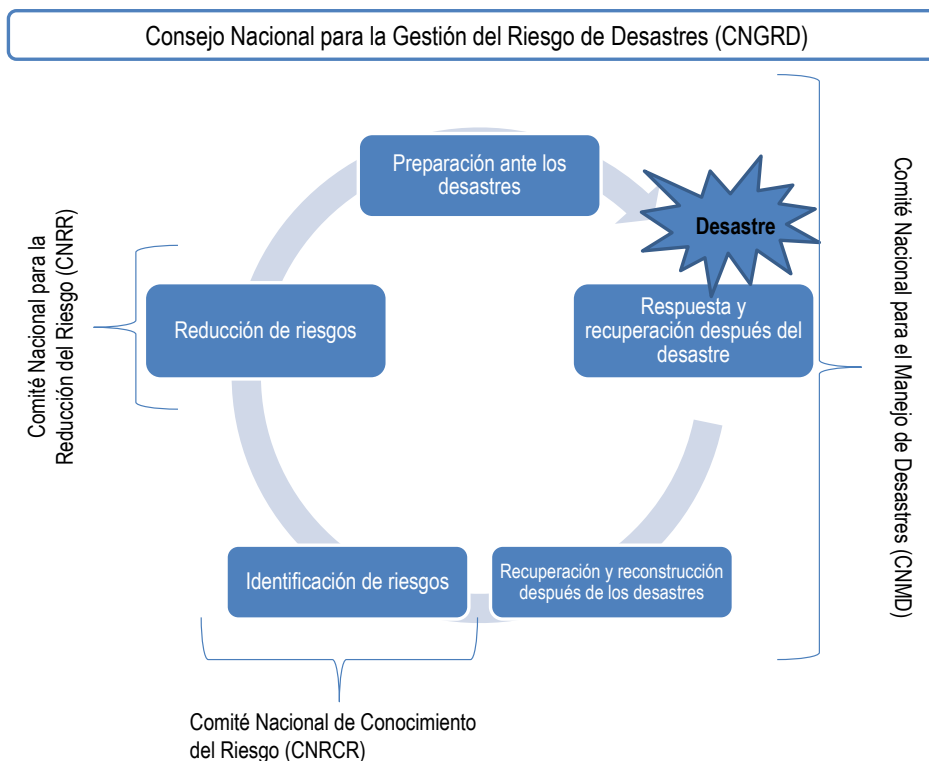 Consejo Nacional para la Gestión del Riesgo de Desastres (CNGRD)
Preparación ante los
desastres
Desastre
Respuesta y
recuperación después del
desastre
Recuperación y reconstrucción
después de los desastres
Identificación de riesgos
Reducción de riesgos
Comité Nacional para la
Reducción del Riesgo (CNRR)
Comité Nacional para el Manejo de Desastres (CNMD)
Comité Nacional de Conocimiento
del Riesgo (CNRCR)